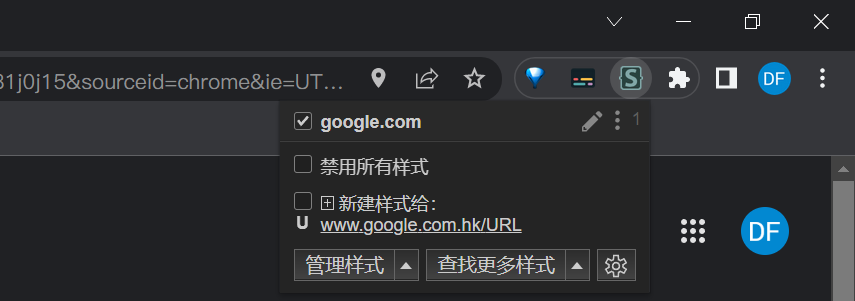 31j0j15&sourceid=chrome&ie=UT...
S
DF
google.com
1
禁用所有样式
新建样式给：
U www.google.com.hk/URL
DF
管理样式
查找更多样式